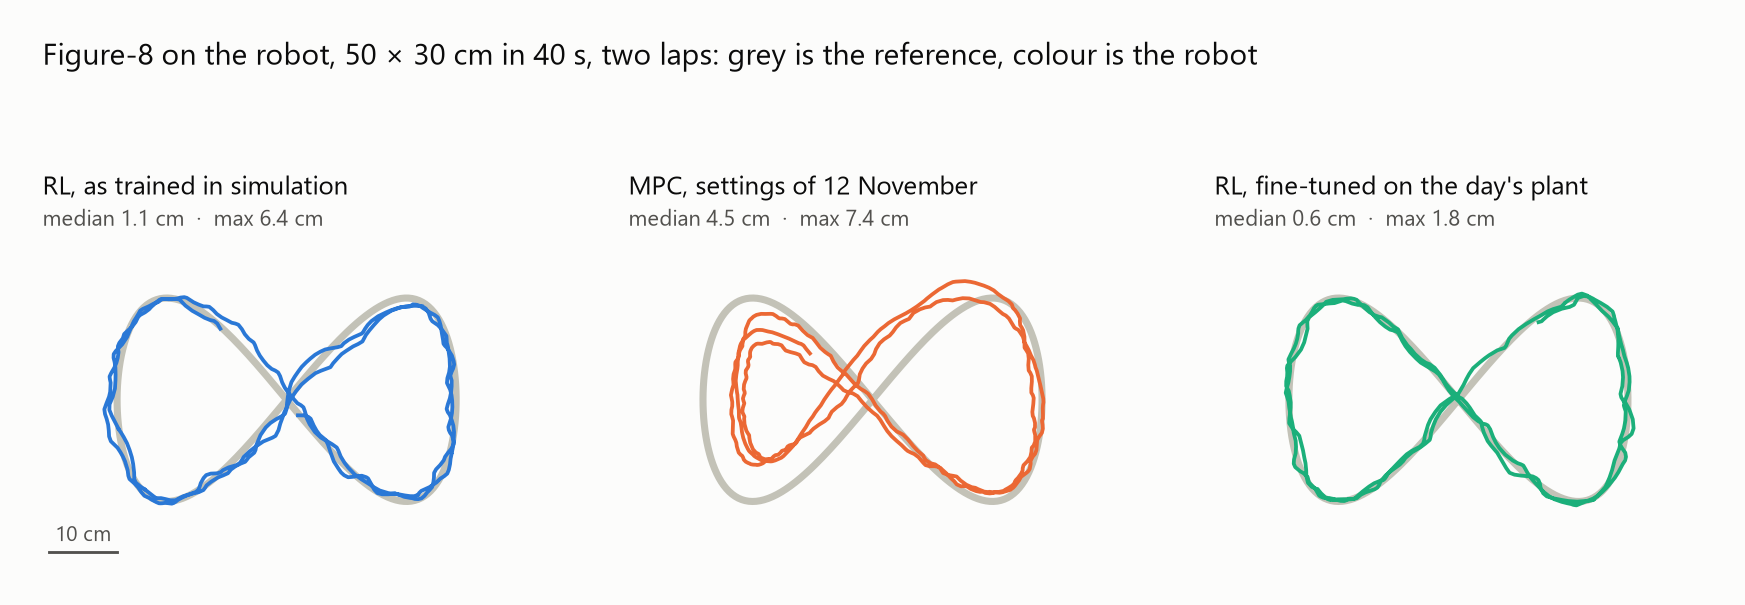 Figure-8 on the robot, 50 × 30 cm in 40 s, two laps: grey is the reference, colour is the robot
RL, as trained in simulation
median 1.1 cm · max 6.4 cm
MPC, settings of 12 November
median 4.5 cm · max 7.4 cm
RL, fine-tuned on the day's plant
median 0.6 cm · max 1.8 cm
10 cm